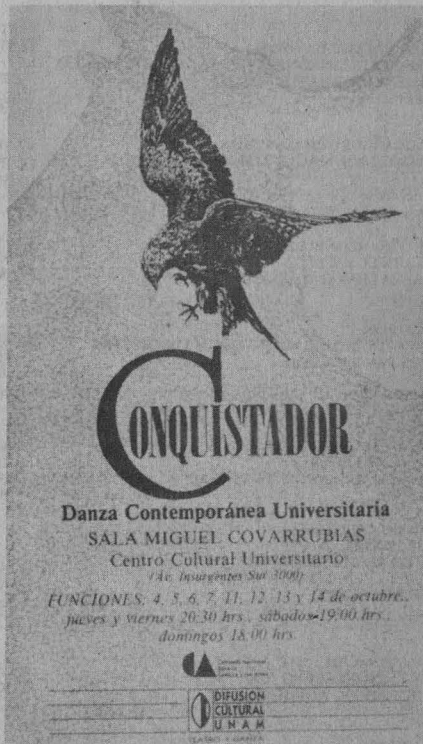 CONQUISTADOR
Danza Contemporánea Universitaria
SALA MIGUEL COVARRUBIAS
Centro Cultural Universitario
(Av. Insurgentes Sur 3000)
FUNCIONES: 4, 5, 6, 7, 11, 12, 13 y 14 de octubre.,
jueves y viernes 20:30 hrs., sábados 19:00 hrs.,
domingos 18:00 hrs.
CA
DIFUSION
CULTURAL
UNAM